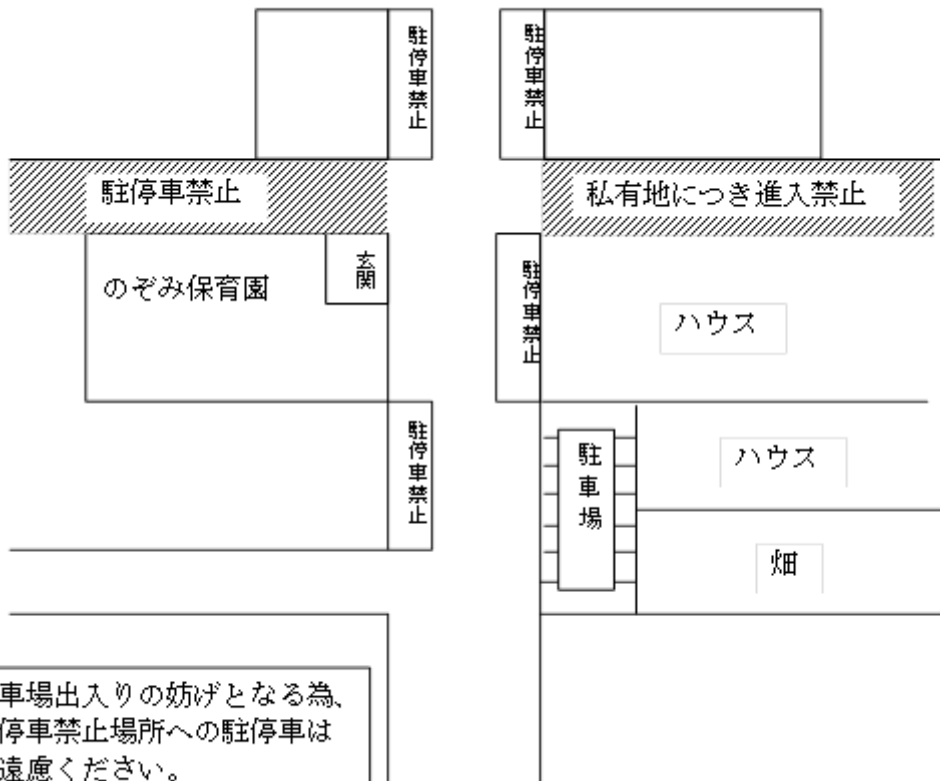 駐停車禁止
駐停車禁止
駐停車禁止
私有地につき進入禁止
のぞみ保育園
玄関
駐停車禁止
ハウス
駐停車禁止
駐車場
ハウス
畑
車場出入りの妨げとなる為、
停車禁止場所への駐停車は
遠慮ください。